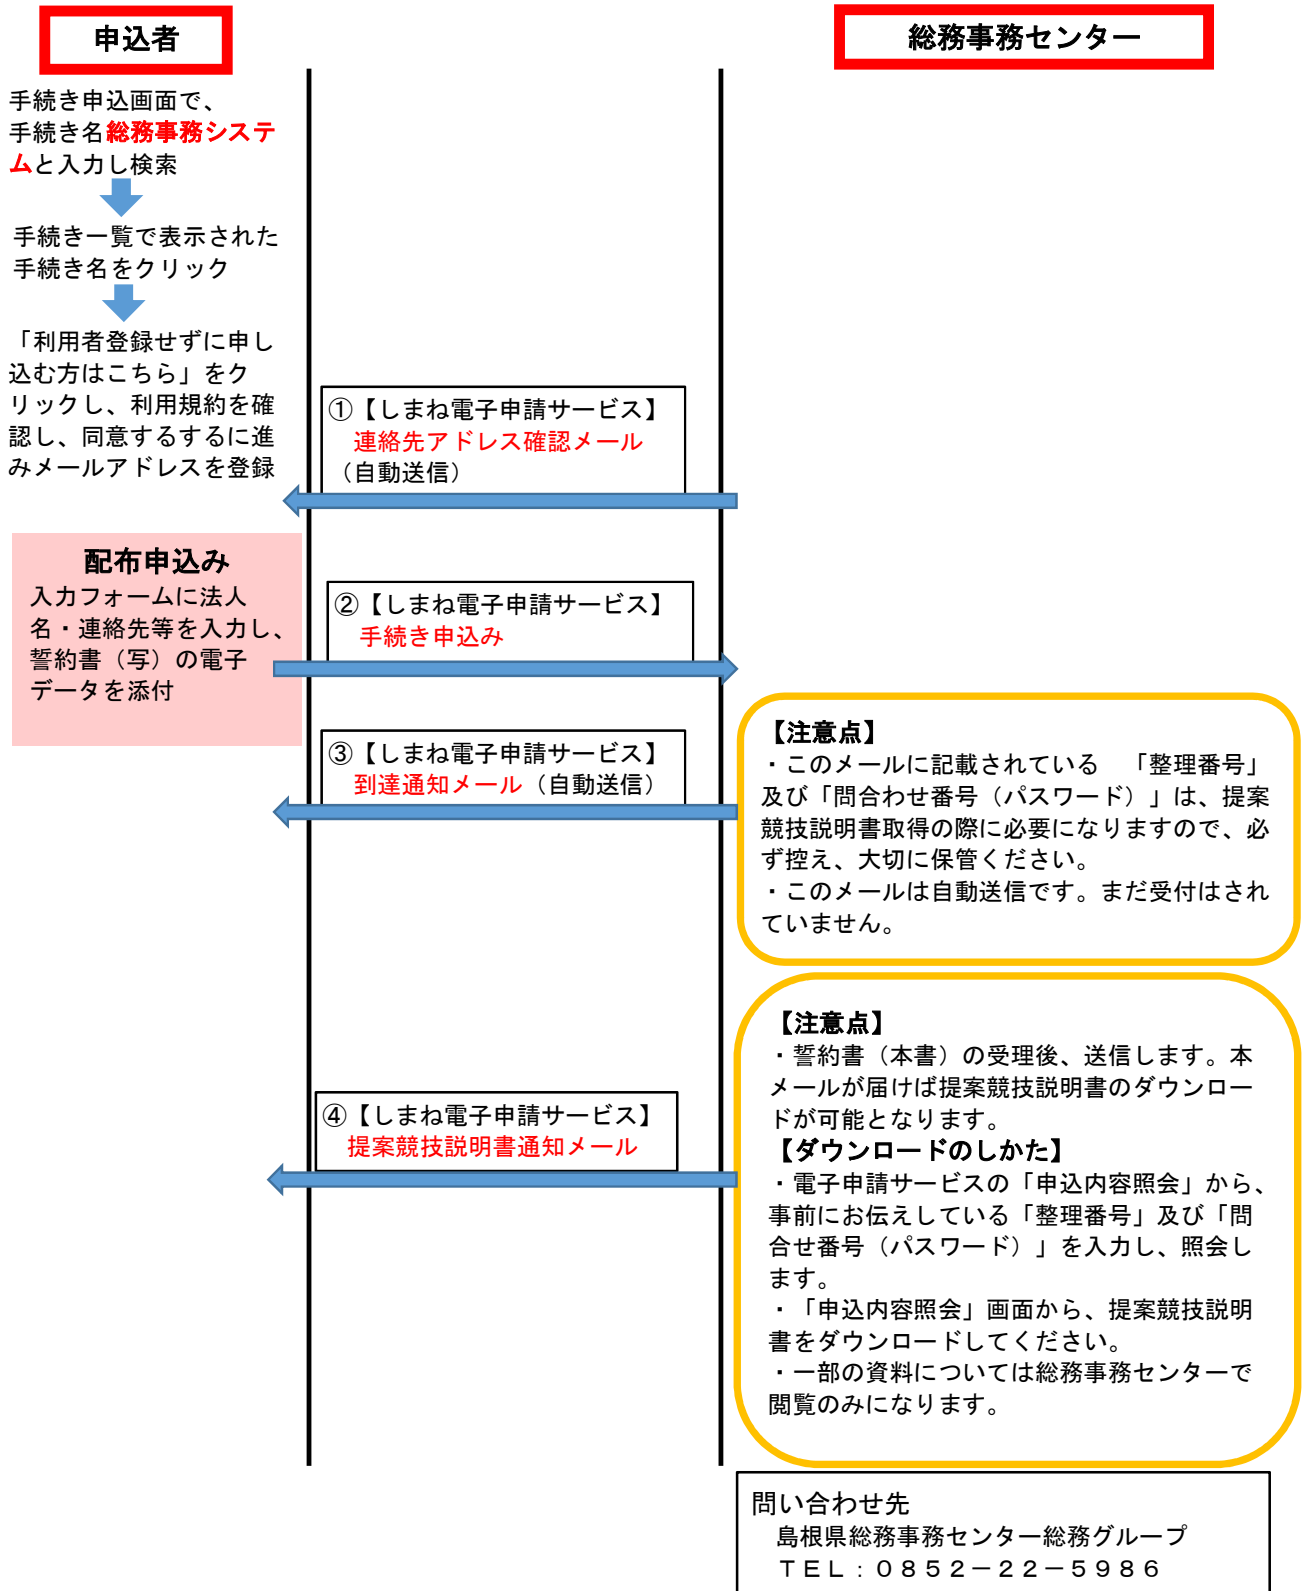 申込者
総務事務センター
手続き申込画面で、
手続き名総務事務システ
ムと入力し検索
手続き一覧で表示された
手続き名をクリック
「利用者登録せずに申し
込む方はこちら」をク
リックし、利用規約を確
認し、同意するするに進
みメールアドレスを登録
①【しまね電子申請サービス】
連絡先アドレス確認メール
（自動送信）
配布申込み
入力フォームに法人
名・連絡先等を入力し、
誓約書（写）の電子
データを添付
②【しまね電子申請サービス】
手続き申込み
③【しまね電子申請サービス】
到達通知メール（自動送信）
【注意点】
・このメールに記載されている　「整理番号」
及び「問合わせ番号（パスワード）」は、提案
競技説明書取得の際に必要になりますので、必
ず控え、大切に保管ください。
・このメールは自動送信です。まだ受付はされ
ていません。
④【しまね電子申請サービス】
提案競技説明書通知メール
【注意点】
・誓約書（本書）の受理後、送信します。本
メールが届けば提案競技説明書のダウンロー
ドが可能となります。
【ダウンロードのしかた】
・電子申請サービスの「申込内容照会」から、
事前にお伝えしている「整理番号」及び「問
合せ番号（パスワード）」を入力し、照会し
ます。
・「申込内容照会」画面から、提案競技説明
書をダウンロードしてください。
・一部の資料については総務事務センターで
閲覧のみになります。
問い合わせ先
島根県総務事務センター総務グループ
ＴＥＬ：０８５２－２２－５９８６